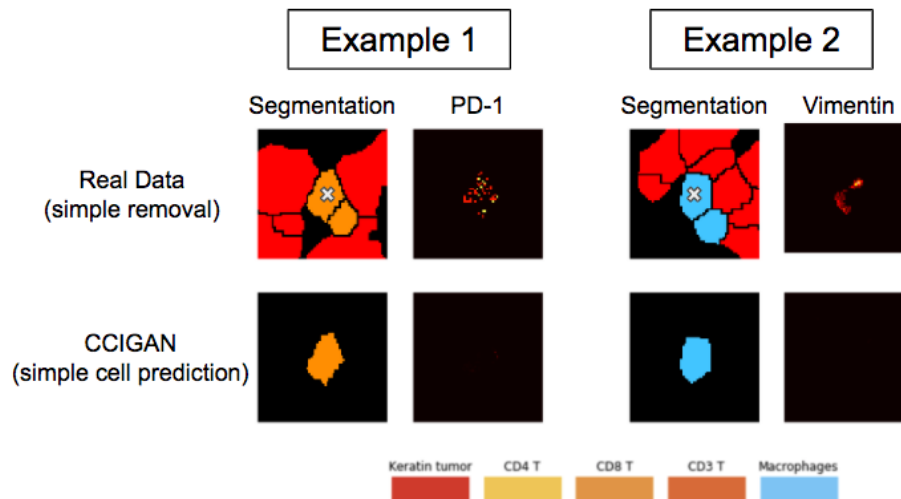 Example 1
Example 2
Segmentation
PD-1
Segmentation
Vimentin
Real Data
(simple removal)
CCIGAN
(simple cell prediction)
Keratin tumor
CD4 T
CD8 T
CD3 T
Macrophages